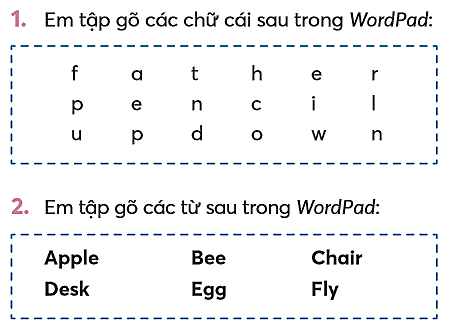 1. Em tập gõ các chữ cái sau trong WordPad:
f a t h e r
p e n c i l
u p d o w n
2. Em tập gõ các từ sau trong WordPad:
Apple Bee Chair
Desk Egg Fly